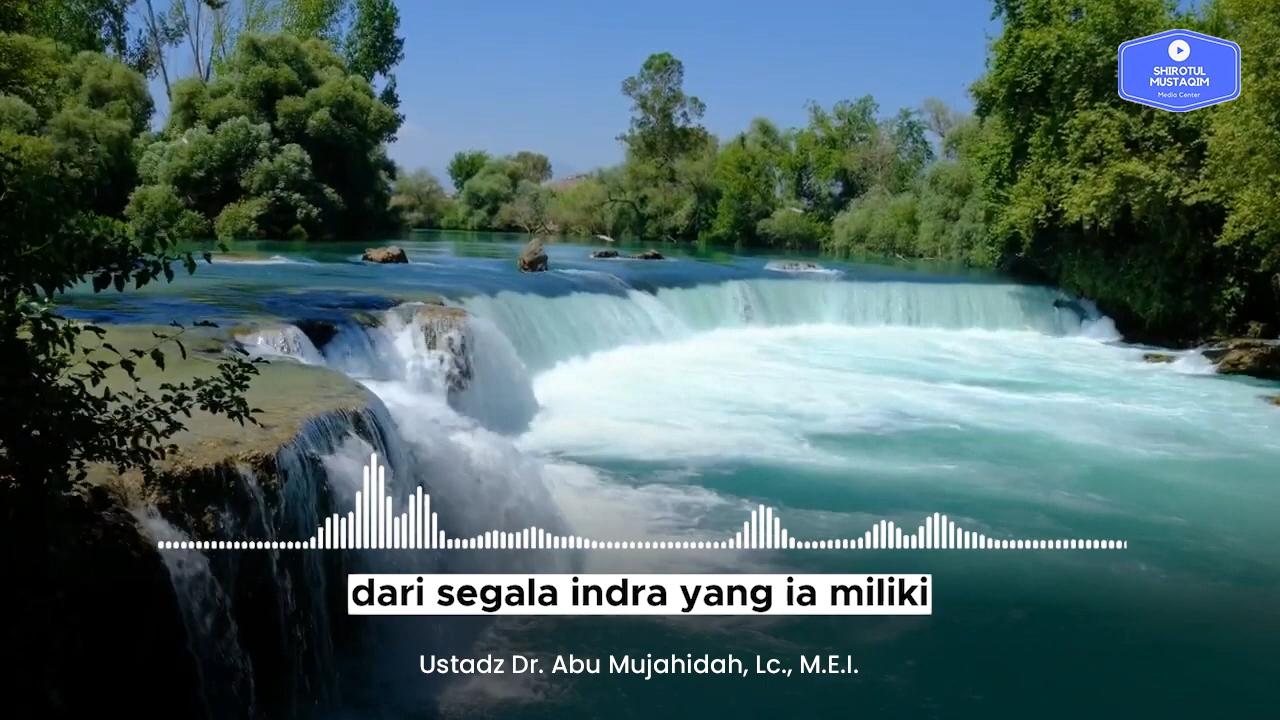 SHIROTUL
MUSTAQIM
Media Center
dari segala indra yang ia miliki
Ustadz Dr. Abu Mujahidah, Lc., M.E.I.